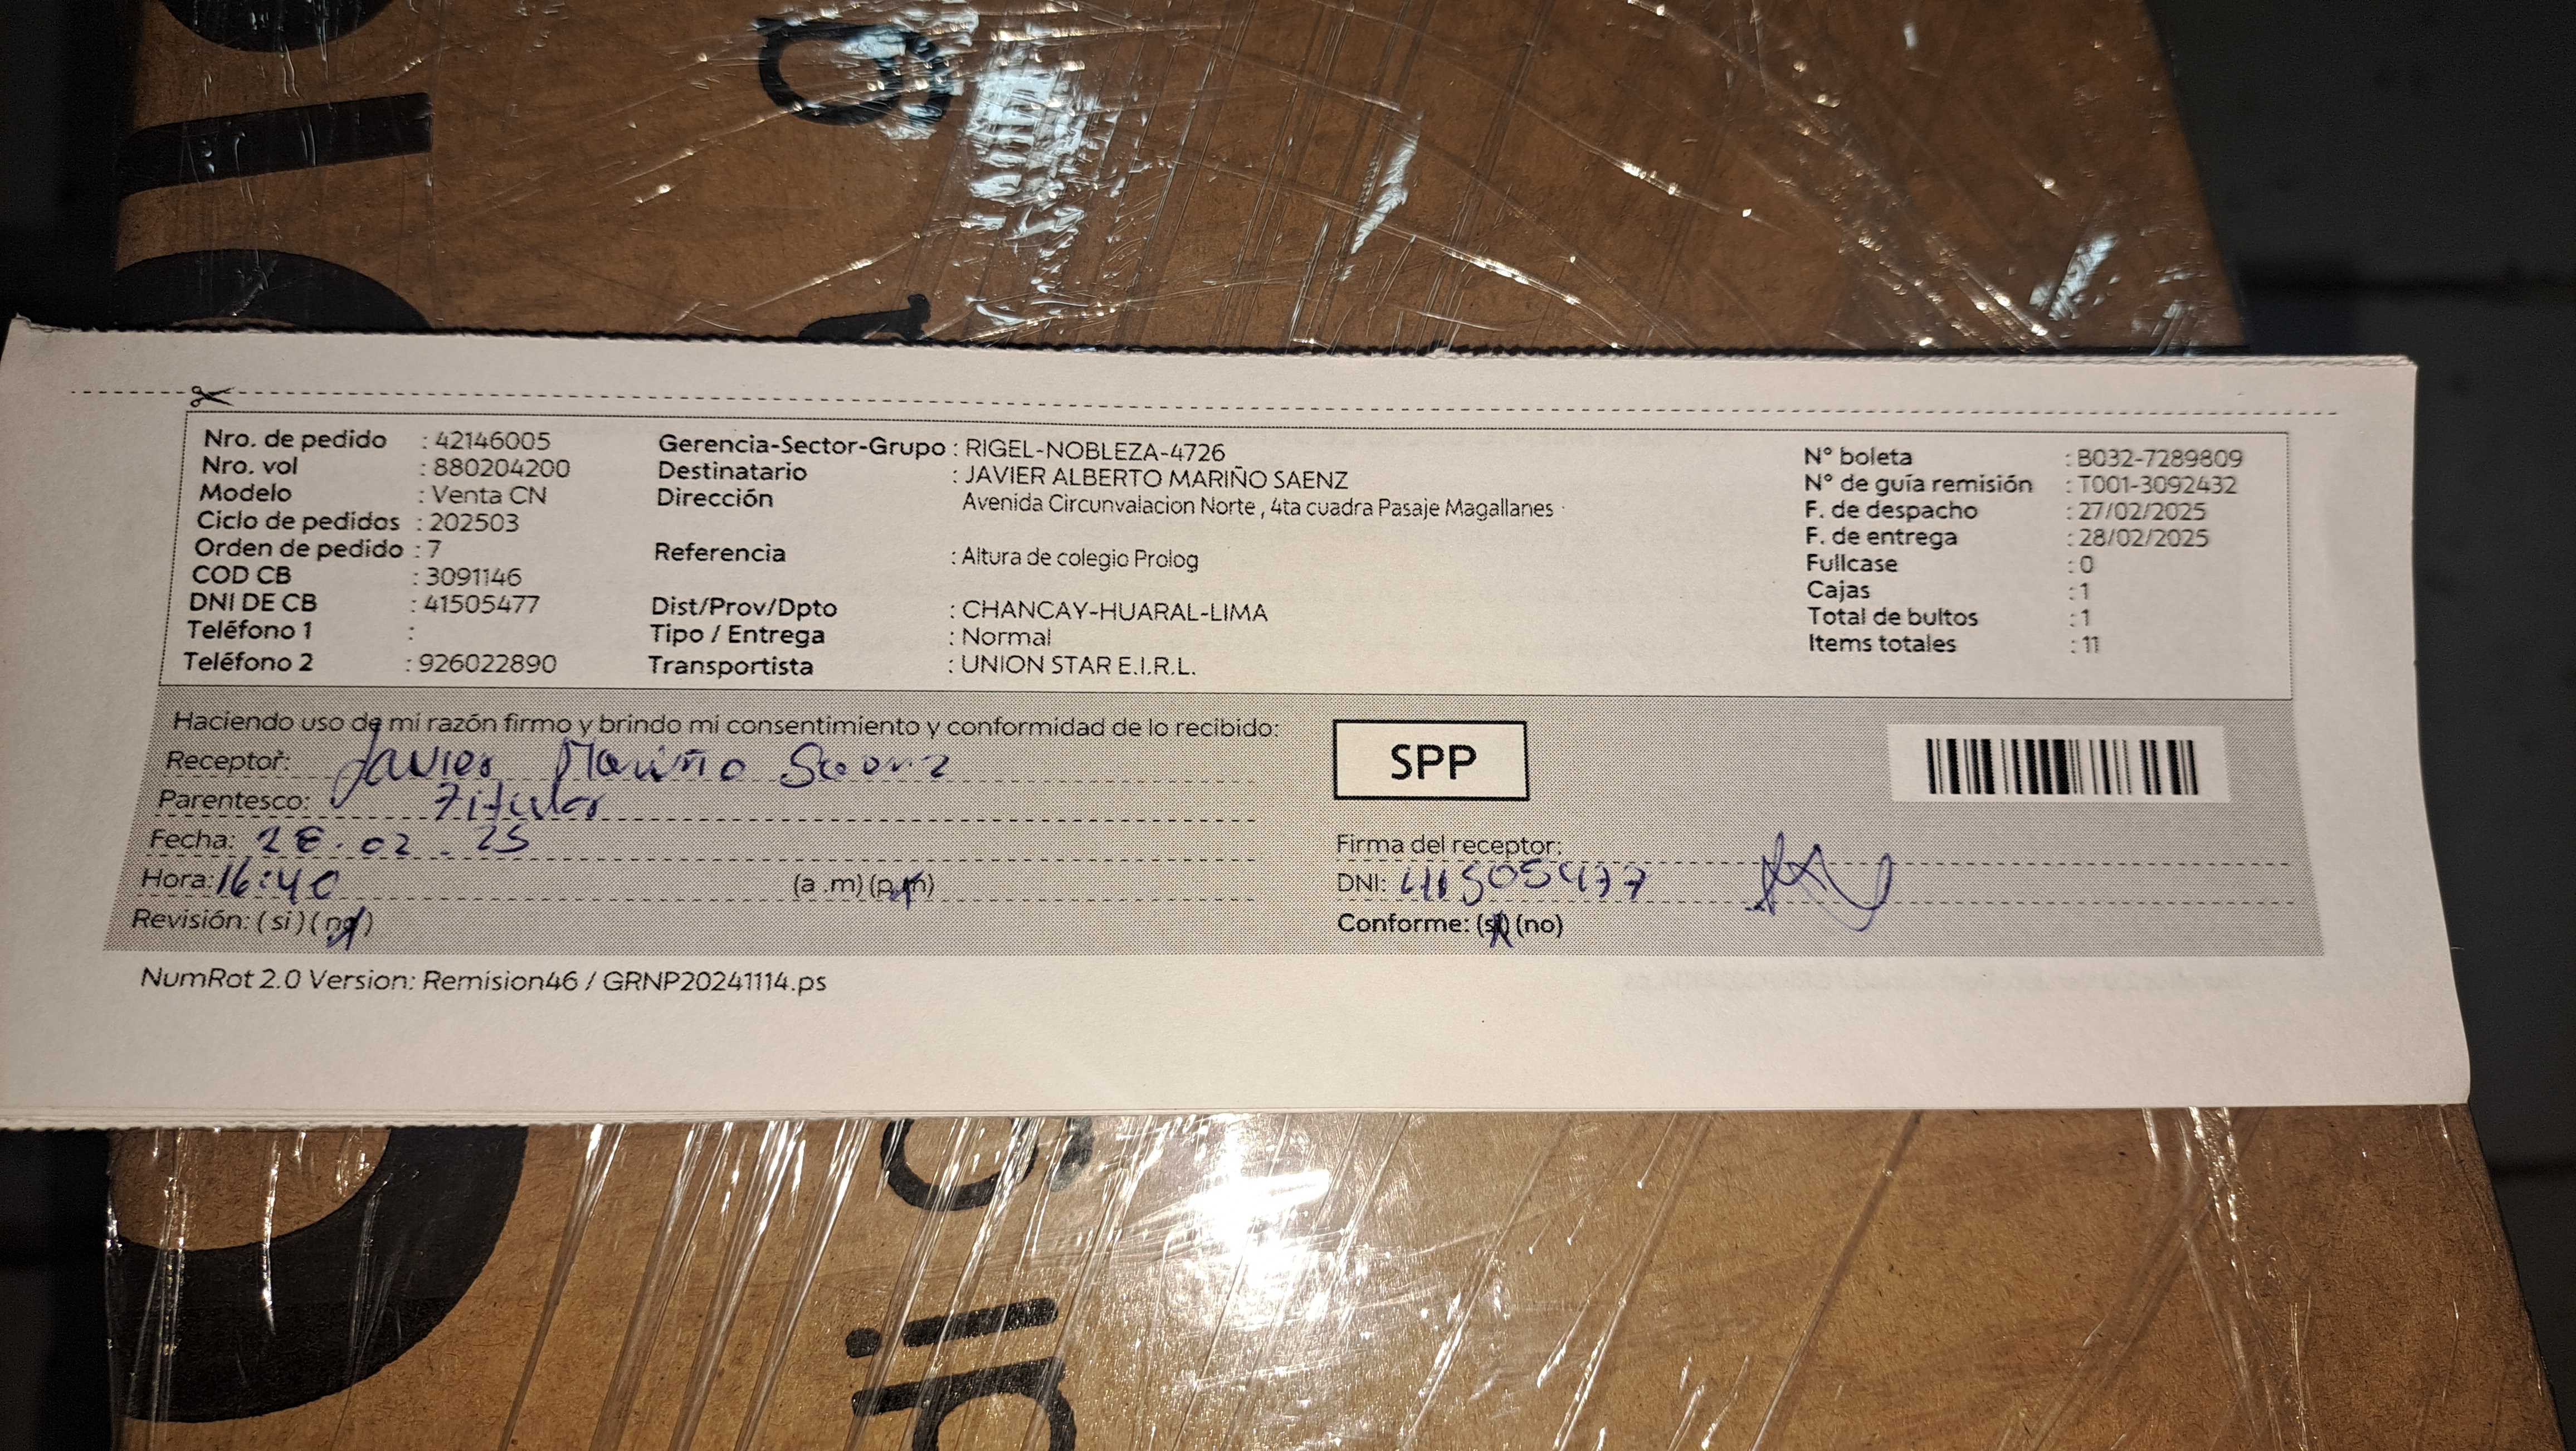 Nro. de pedido : 42146005
Nro. vol : 880204200
Modelo : Venta CN
Ciclo de pedidos : 202503
Orden de pedido : 7
COD CB : 3091146
DNI DE CB : 41505477
Teléfono 1 :
Teléfono 2 : 926022890
Gerencia-Sector-Grupo : RIGEL-NOBLEZA-4726
Destinatario : JAVIER ALBERTO MARIÑO SAENZ
Dirección Avenida Circunvalacion Norte , 4ta cuadra Pasaje Magallanes
Referencia : Altura de colegio Prolog
Dist/Prov/Dpto : CHANCAY-HUARAL-LIMA
Tipo / Entrega : Normal
Transportista : UNION STAR E.I.R.L.
N° boleta : B032-7289809
N° de guía remisión : T001-3092432
F. de despacho : 27/02/2025
F. de entrega : 28/02/2025
Fullcase : 0
Cajas : 1
Total de bultos : 1
Items totales : 11
Haciendo uso de mi razón firmo y brindo mi consentimiento y conformidad de lo recibido:
Receptor: Javier Mariño Saenz
Parentesco: Titular
Fecha: 28.02.25
Hora: 16:40 (a .m) (p.m)
Revisión: ( si ) ( no )
SPP
Firma del receptor:
DNI: 41505477
Conforme: (si) (no)
NumRot 2.0 Version: Remision46 / GRNP20241114.ps